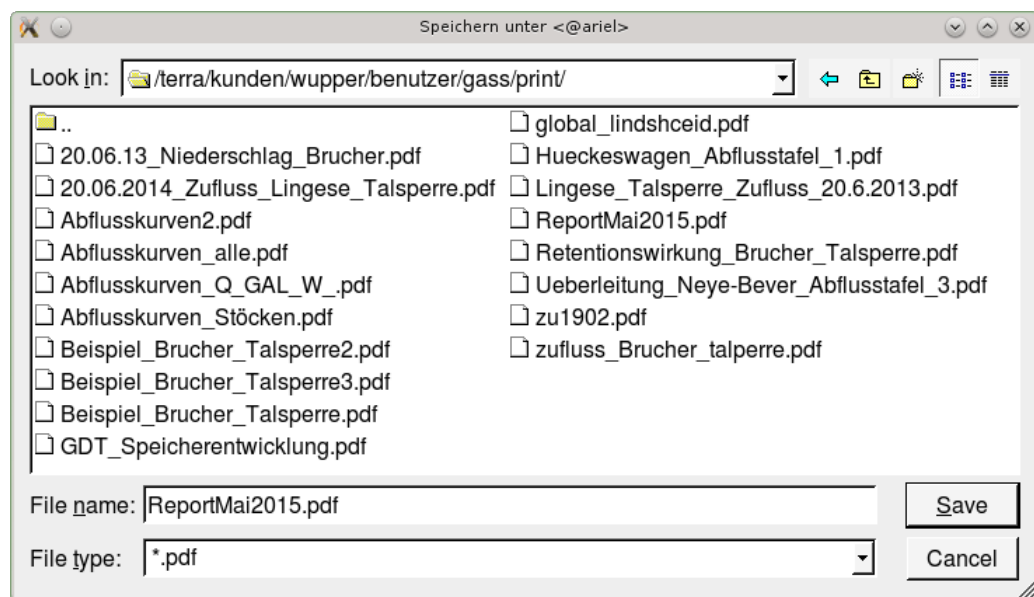 Speichern unter <@ariel>
Look in: /terra/kunden/wupper/benutzer/gass/print/
..
20.06.13_Niederschlag_Brucher.pdf
20.06.2014_Zufluss_Lingese_Talsperre.pdf
Abflusskurven2.pdf
Abflusskurven_alle.pdf
Abflusskurven_Q_GAL_W_.pdf
Abflusskurven_Stöcken.pdf
Beispiel_Brucher_Talsperre2.pdf
Beispiel_Brucher_Talsperre3.pdf
Beispiel_Brucher_Talsperre.pdf
GDT_Speicherentwicklung.pdf
global_lindshceid.pdf
Hueckeswagen_Abflusstafel_1.pdf
Lingese_Talsperre_Zufluss_20.6.2013.pdf
ReportMai2015.pdf
Retentionswirkung_Brucher_Talsperre.pdf
Ueberleitung_Neye-Bever_Abflusstafel_3.pdf
zu1902.pdf
zufluss_Brucher_talperre.pdf
File name: ReportMai2015.pdf
Save
File type: *.pdf
Cancel